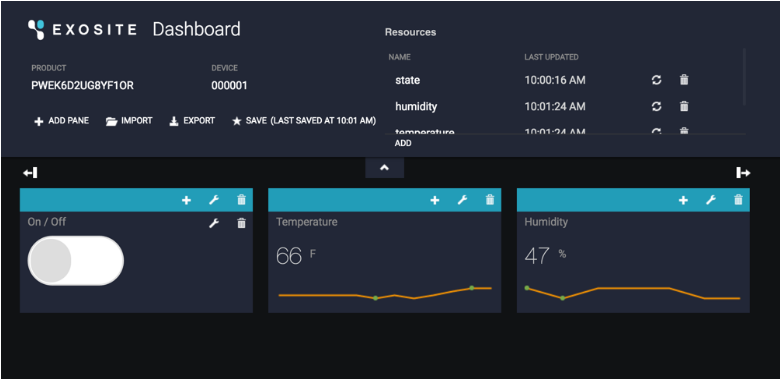 EXOSITE Dashboard
PRODUCT DEVICE
PWEK6D2UG8YF1OR 000001
ADD PANE IMPORT EXPORT SAVE (LAST SAVED AT 10:01 AM)
Resources
NAME LAST UPDATED
state 10:00:16 AM
humidity 10:01:24 AM
temperature 10:01:24 AM
ADD
On / Off
Temperature
66 F
Humidity
47 %